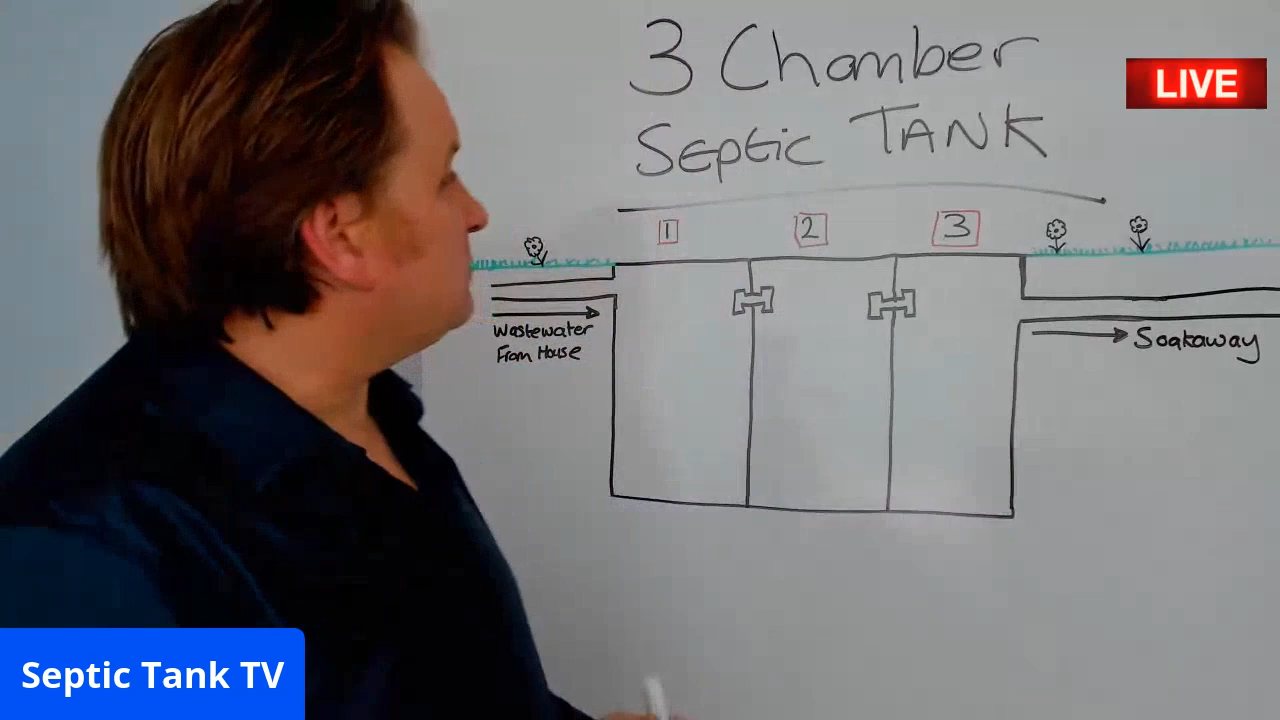 3 Chamber
Septic TANK
LIVE
1 2 3
Wastewater
From House
Soakaway
Septic Tank TV